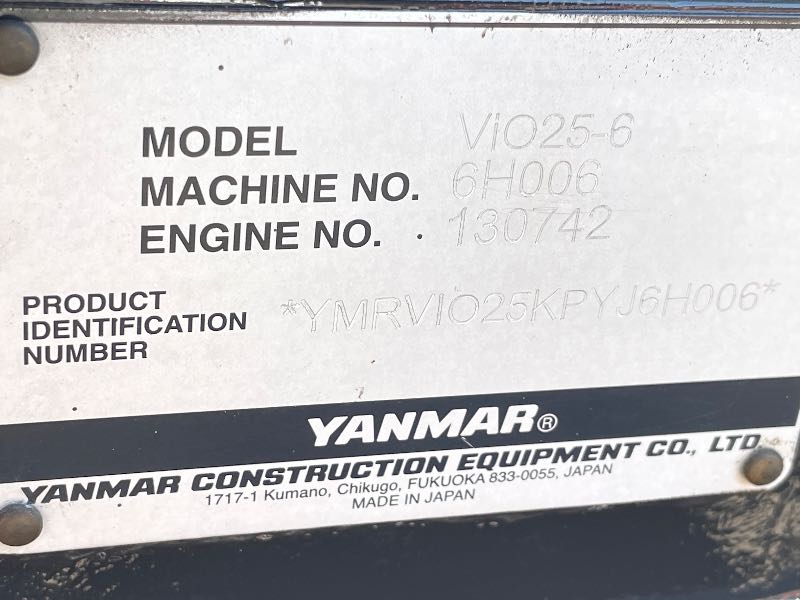 MODEL ViO25-6
MACHINE NO. 6H006
ENGINE NO. 130742
PRODUCT
IDENTIFICATION
NUMBER
*YMRVIO25KPYJ6H006*
YANMAR®
YANMAR CONSTRUCTION EQUIPMENT CO., LTD.
1717-1 Kumano, Chikugo, FUKUOKA 833-0055, JAPAN
MADE IN JAPAN